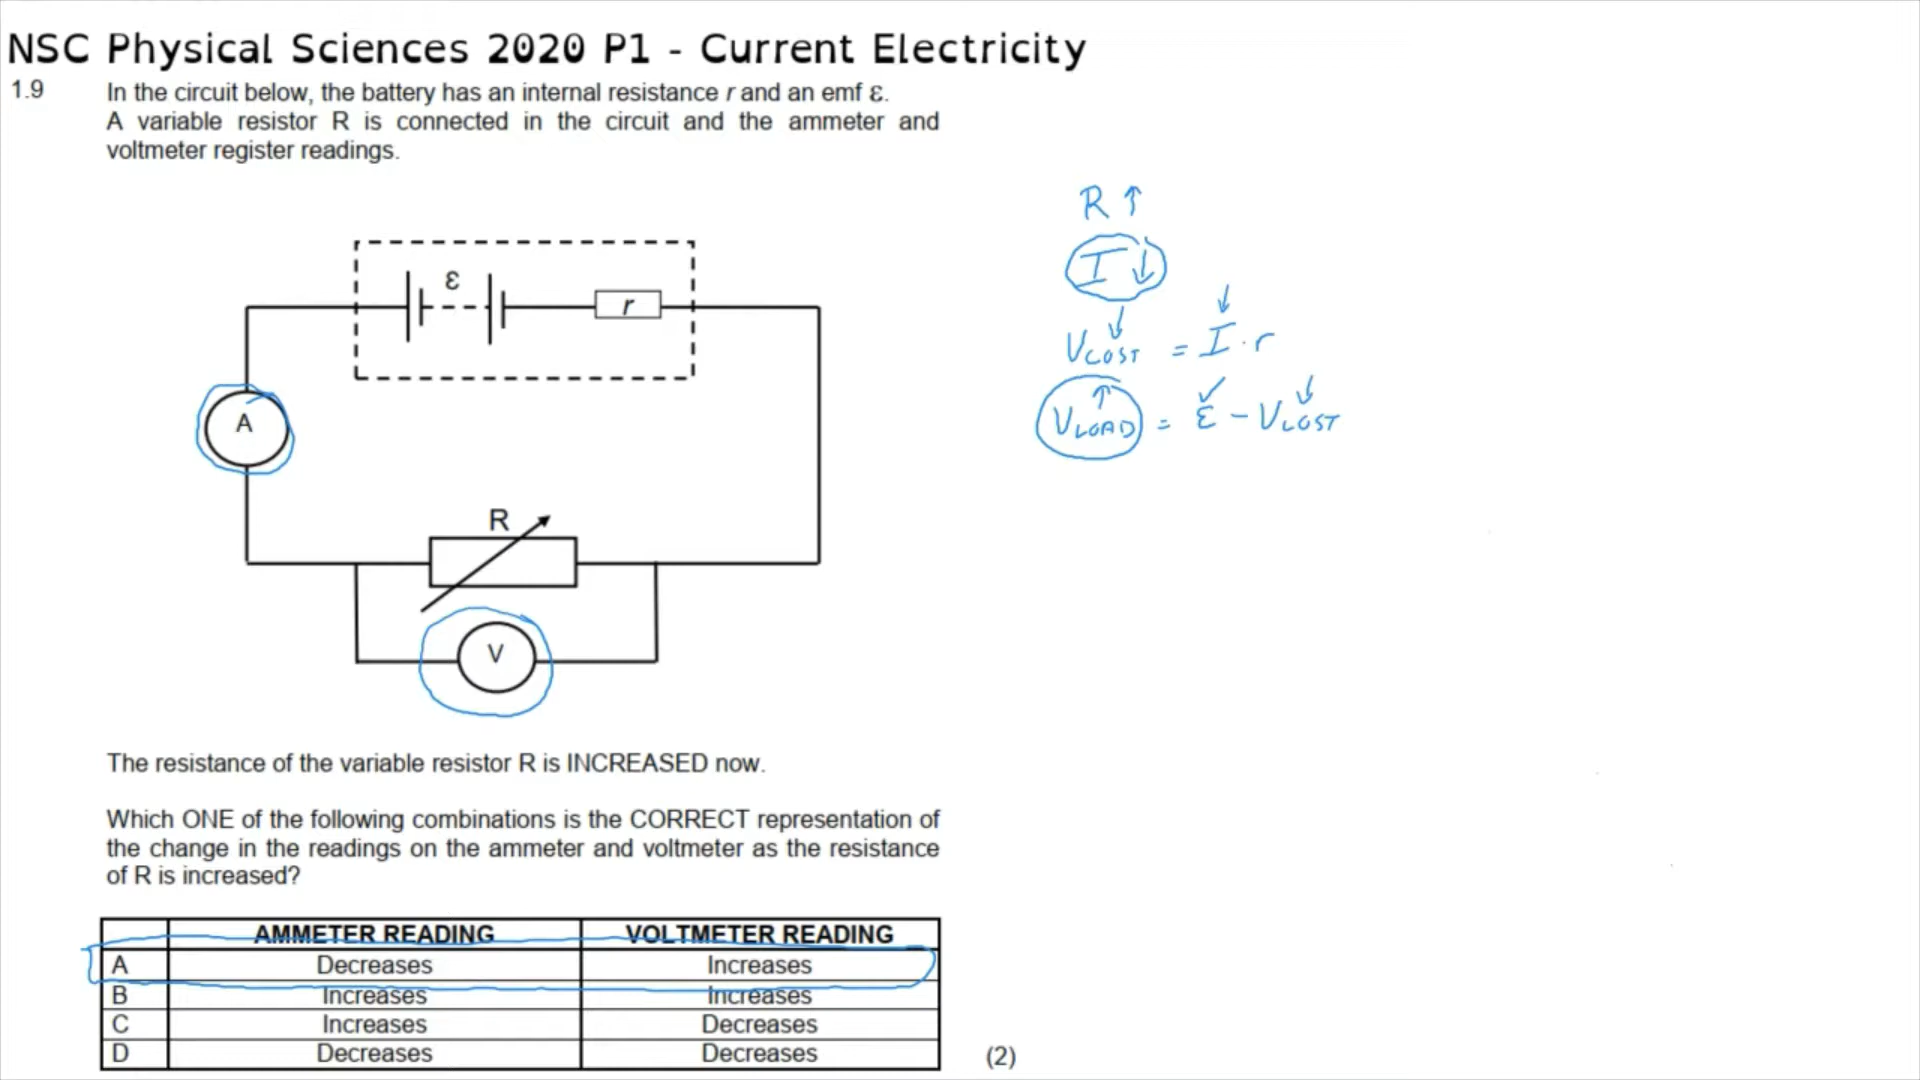 NSC Physical Sciences 2020 P1 - Current Electricity
1.9 In the circuit below, the battery has an internal resistance r and an emf ε.
A variable resistor R is connected in the circuit and the ammeter and
voltmeter register readings.
R ↑
I ↓
ε
r
↓ ↓
VLOST = I · r
↑ ✓ ↓
VLOAD = ε − VLOST
A
R
V
The resistance of the variable resistor R is INCREASED now.
Which ONE of the following combinations is the CORRECT representation of
the change in the readings on the ammeter and voltmeter as the resistance
of R is increased?
AMMETER READING VOLTMETER READING
A Decreases Increases
B Increases Increases
C Increases Decreases
D Decreases Decreases
(2)